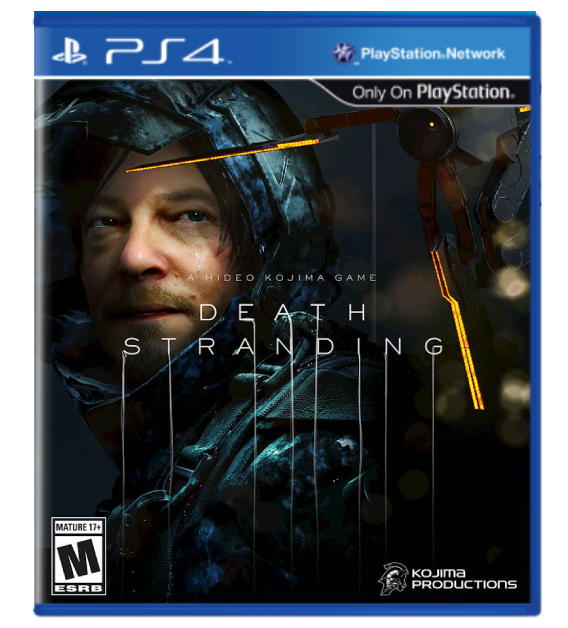 PS4
PlayStation®Network
Only On PlayStation®
A HIDEO KOJIMA GAME
DEATH
STRANDING
MATURE 17+
M
ESRB
KOJIMA
PRODUCTIONS